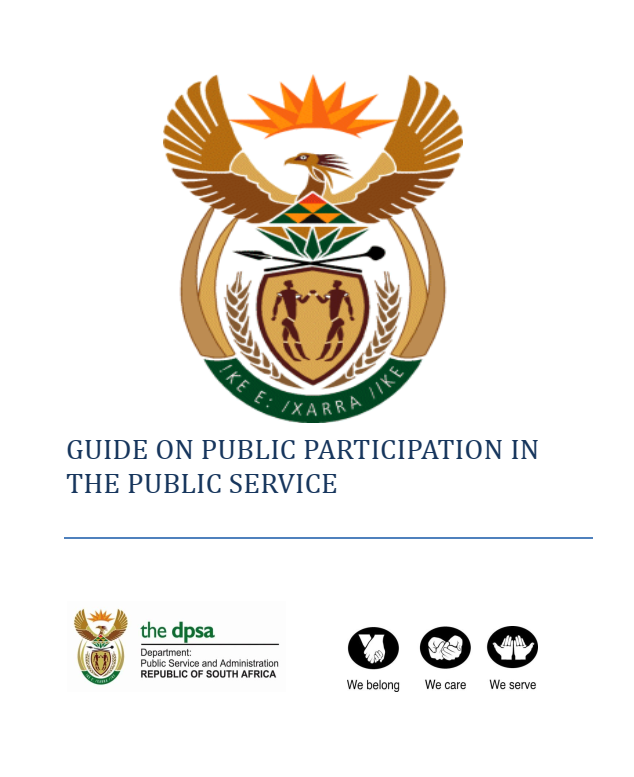 !KE E: /XARRA //KE
GUIDE ON PUBLIC PARTICIPATION IN
THE PUBLIC SERVICE
the dpsa
Department:
Public Service and Administration
REPUBLIC OF SOUTH AFRICA
We belong
We care
We serve